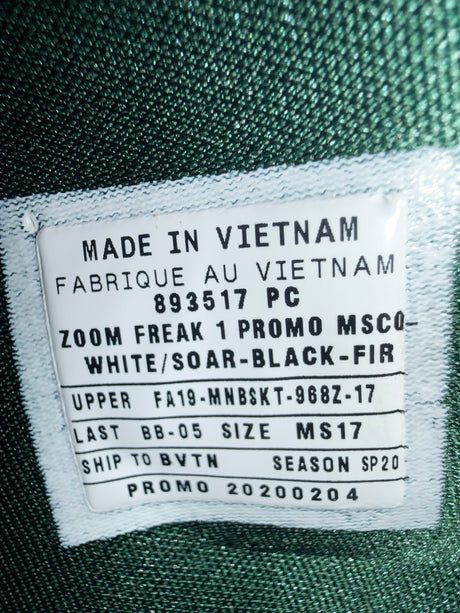 MADE IN VIETNAM
FABRIQUE AU VIETNAM
893517 PC
ZOOM FREAK 1 PROMO MSCQ-
WHITE/SOAR-BLACK-FIR
UPPER FA19-MNBSKT-968Z-17
LAST BB-05 SIZE MS17
SHIP TO BVTN SEASON SP20
PROMO 20200204